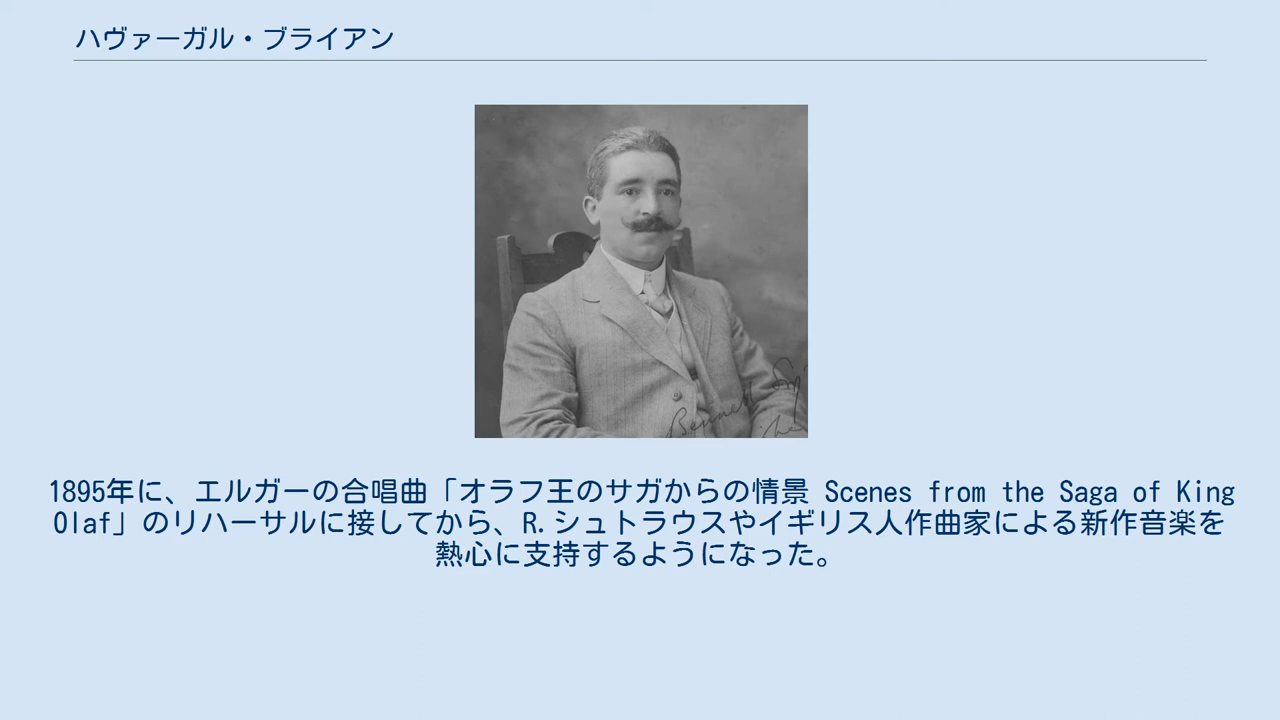 ハヴァーガル・ブライアン
Bennett
1895年に、エルガーの合唱曲「オラフ王のサガからの情景 Scenes from the Saga of King
Olaf」のリハーサルに接してから、R.シュトラウスやイギリス人作曲家による新作音楽を
熱心に支持するようになった。